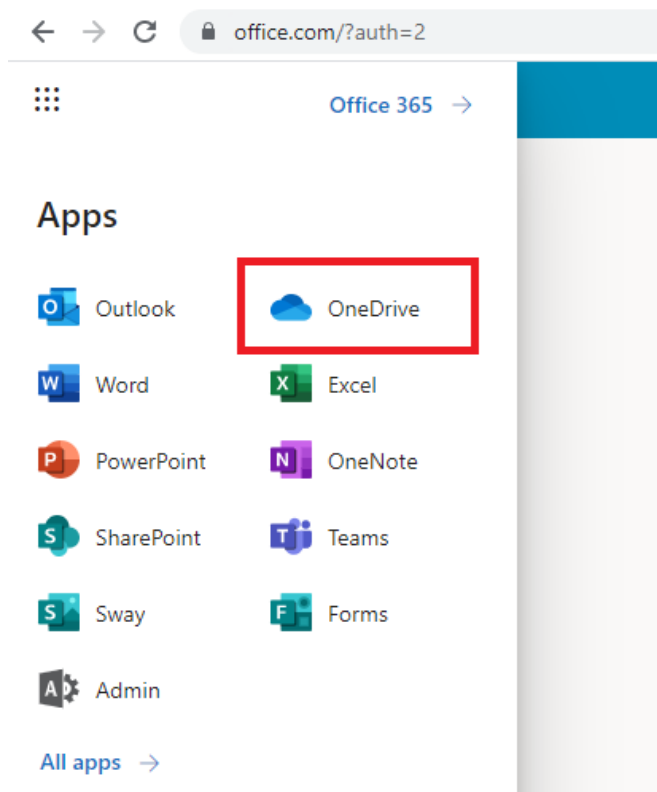 office.com/?auth=2
Office 365 →
Apps
Outlook OneDrive
Word Excel
PowerPoint OneNote
SharePoint Teams
Sway Forms
Admin
All apps →